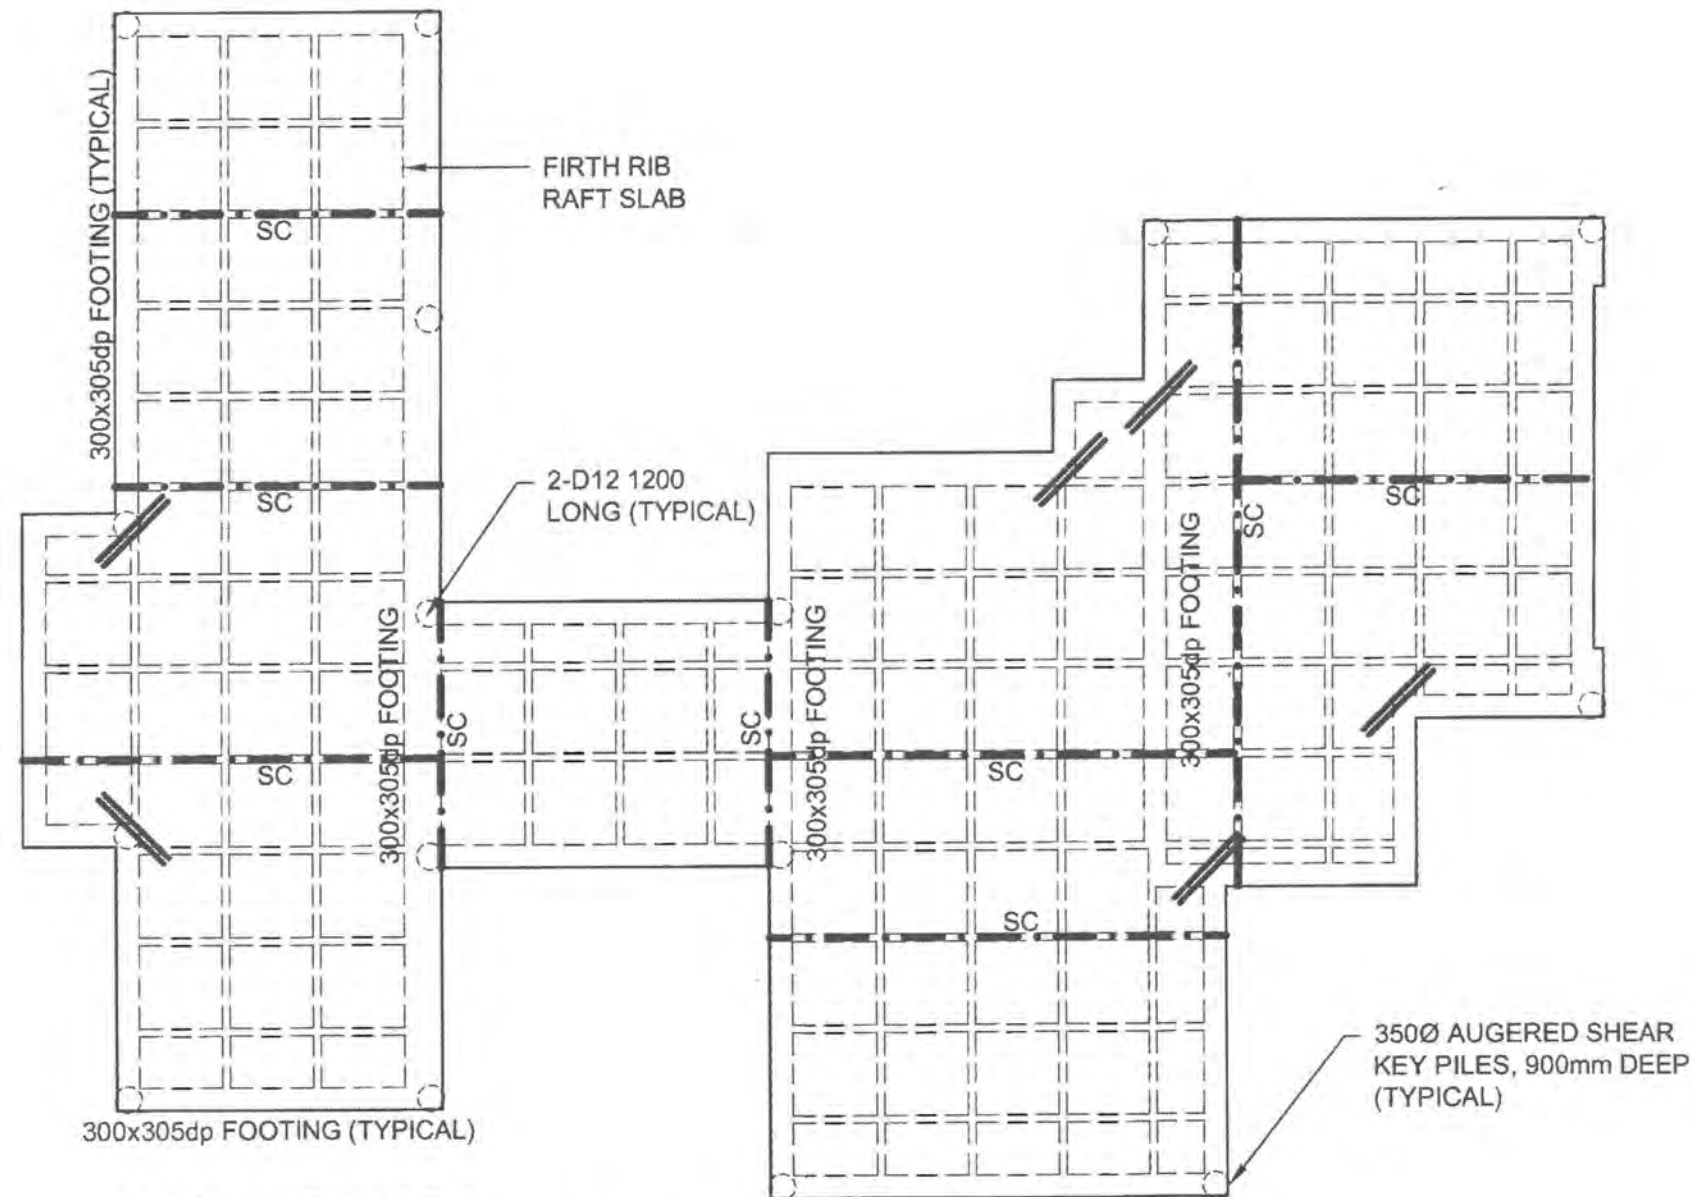 300x305dp FOOTING (TYPICAL)
FIRTH RIB
RAFT SLAB
SC
SC
2-D12 1200
LONG (TYPICAL)
SC
SC
300x305dp FOOTING
300x305dp FOOTING
SC
SC
300x305dp FOOTING
SC
SC
SC
SC
350Ø AUGERED SHEAR
KEY PILES, 900mm DEEP
(TYPICAL)
300x305dp FOOTING (TYPICAL)